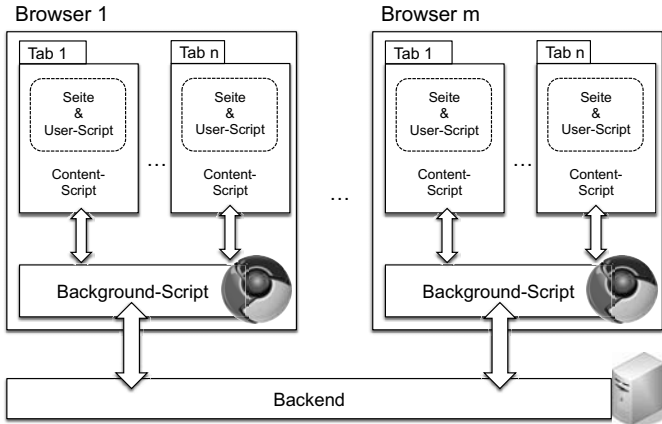 Browser 1
Tab 1
Seite
&
User-Script
Content-
Script
...
Tab n
Seite
&
User-Script
Content-
Script
Background-Script
...
Browser m
Tab 1
Seite
&
User-Script
Content-
Script
...
Tab n
Seite
&
User-Script
Content-
Script
Background-Script
Backend